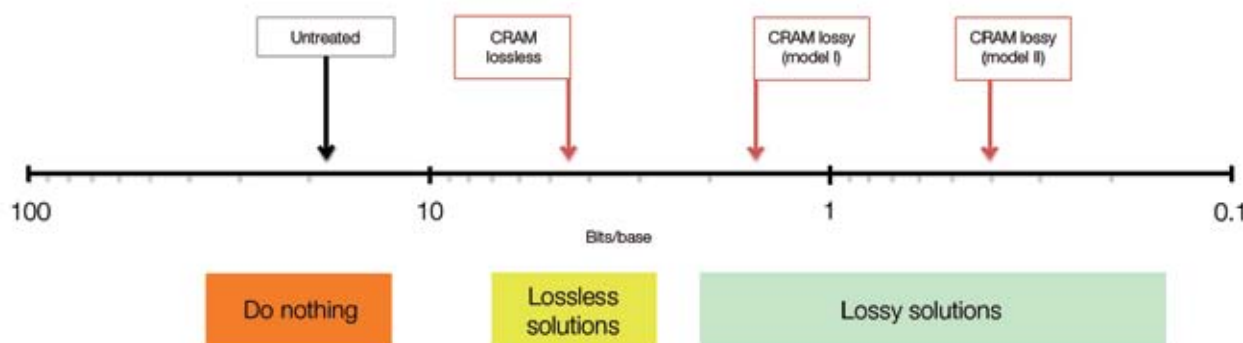 Untreated
CRAM
lossless
CRAM lossy
(model I)
CRAM lossy
(model II)
100
10
1
0.1
Bits/base
Do nothing
Lossless
solutions
Lossy solutions